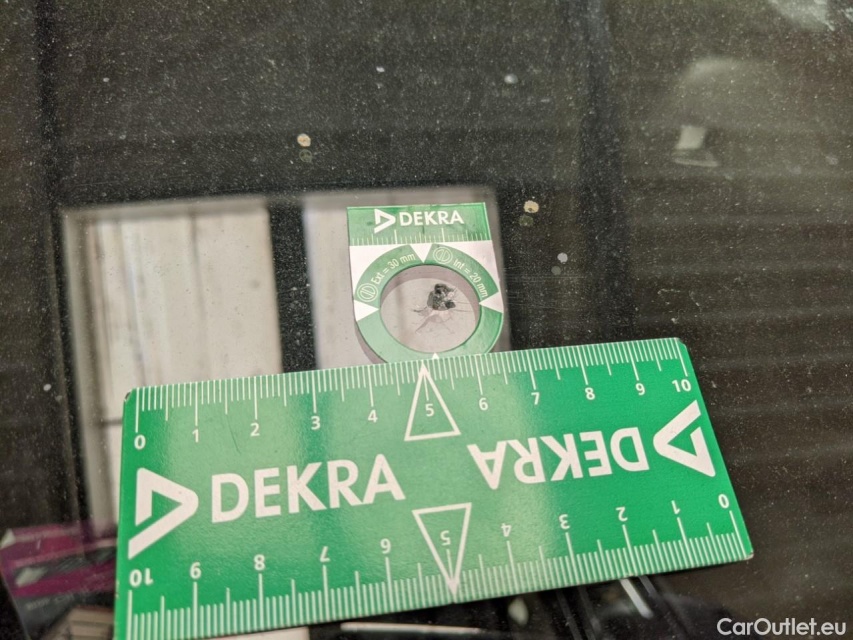 DEKRA
Ext = 30 mm Int = 20 mm
0 1 2 3 4 5 6 7 8 9 10
DEKRA DEKRA
10 9 8 7 6 5 4 3 2 1 0
CarOutlet.eu